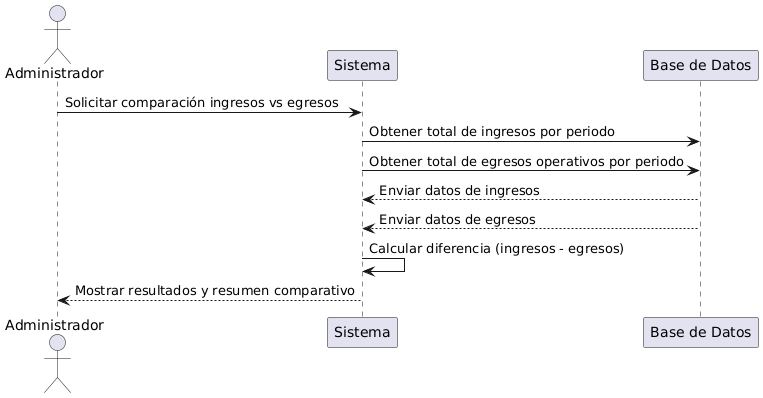 Administrador
Sistema
Base de Datos
Solicitar comparación ingresos vs egresos
Obtener total de ingresos por periodo
Obtener total de egresos operativos por periodo
Enviar datos de ingresos
Enviar datos de egresos
Calcular diferencia (ingresos - egresos)
Mostrar resultados y resumen comparativo
Administrador
Sistema
Base de Datos